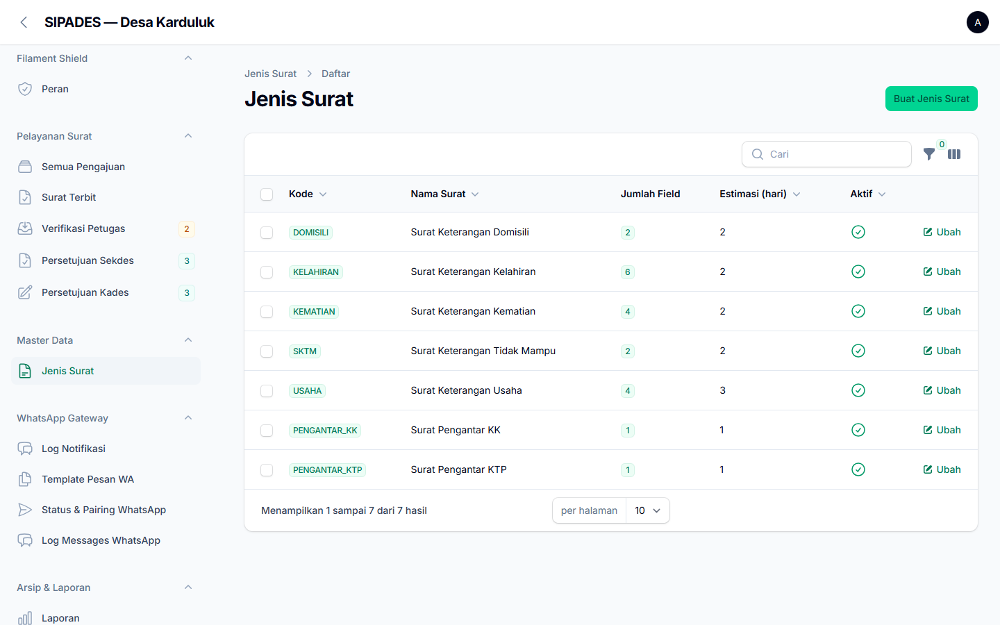 SIPADES — Desa Karduluk
A
Filament Shield
Peran
Pelayanan Surat
Semua Pengajuan
Surat Terbit
Verifikasi Petugas 2
Persetujuan Sekdes 3
Persetujuan Kades 3
Master Data
Jenis Surat
WhatsApp Gateway
Log Notifikasi
Template Pesan WA
Status & Pairing WhatsApp
Log Messages WhatsApp
Arsip & Laporan
Laporan
Jenis Surat > Daftar
Jenis Surat
Buat Jenis Surat
Cari
0
Kode Nama Surat Jumlah Field Estimasi (hari) Aktif
DOMISILI Surat Keterangan Domisili 2 2 Ubah
KELAHIRAN Surat Keterangan Kelahiran 6 2 Ubah
KEMATIAN Surat Keterangan Kematian 4 2 Ubah
SKTM Surat Keterangan Tidak Mampu 2 2 Ubah
USAHA Surat Keterangan Usaha 4 3 Ubah
PENGANTAR_KK Surat Pengantar KK 1 1 Ubah
PENGANTAR_KTP Surat Pengantar KTP 1 1 Ubah
Menampilkan 1 sampai 7 dari 7 hasil
per halaman 10